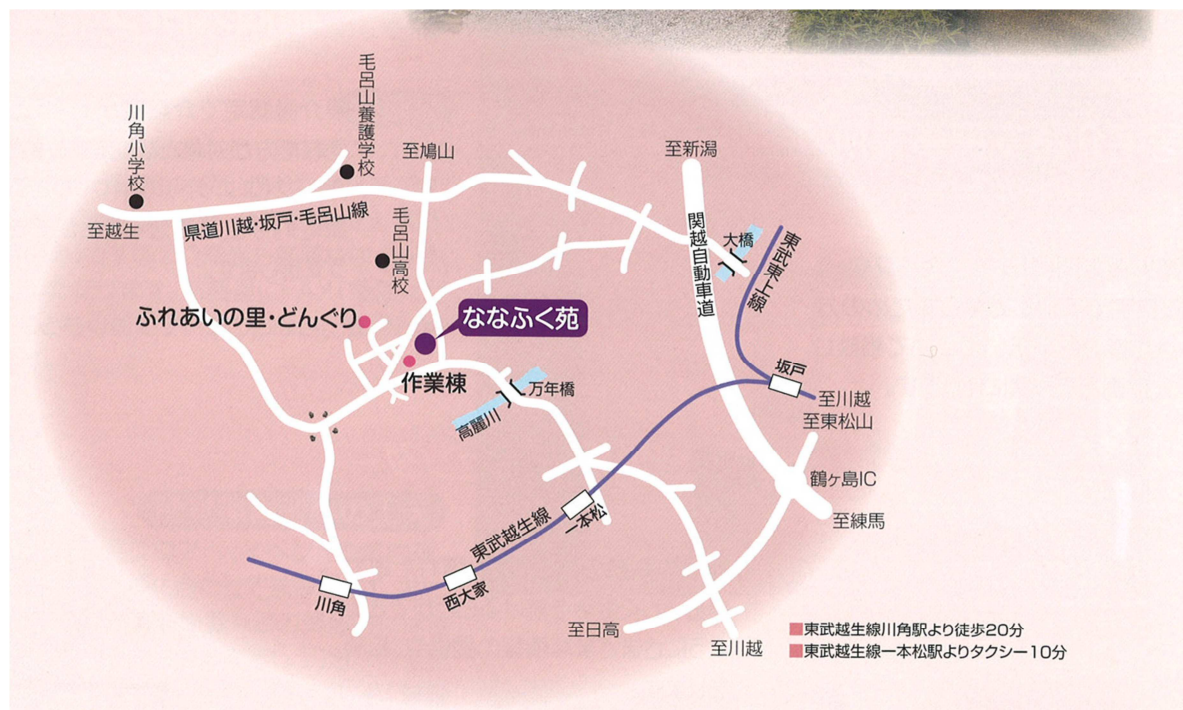 毛呂山養護学校
川角小学校
至鳩山
至新潟
県道川越・坂戸・毛呂山線
至越生
毛呂山高校
関越自動車道
大橋
東武東上線
ふれあいの里・どんぐり
ななふく苑
作業棟
万年橋
高麗川
坂戸
至川越
至東松山
鶴ヶ島IC
至練馬
東武越生線
一本松
西大家
川角
至日高
至川越
■東武越生線川角駅より徒歩20分
■東武越生線一本松駅よりタクシー10分